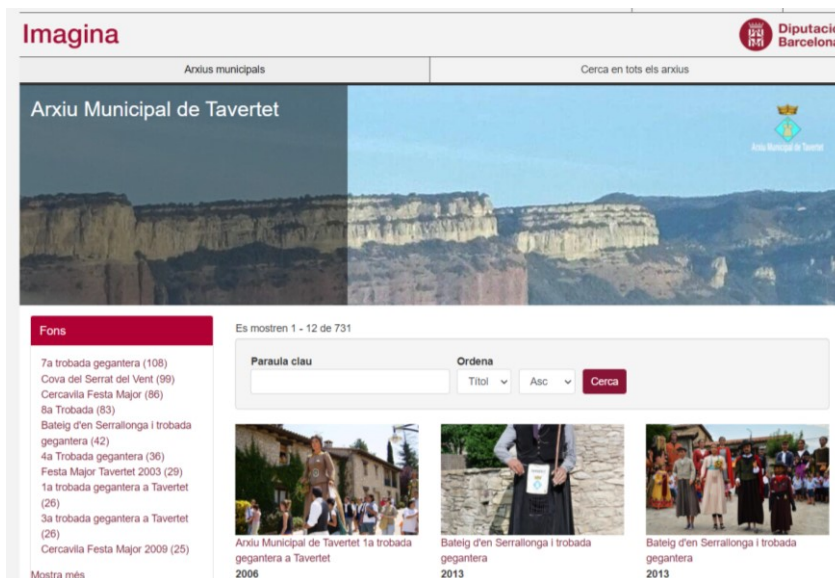 Imagina
Diputació
Barcelona
Arxius municipals
Cerca en tots els arxius
Arxiu Municipal de Tavertet
Arxiu Municipal de Tavertet
Fons
7a trobada gegantera (108)
Cova del Serrat del Vent (99)
Cercavila Festa Major (86)
8a Trobada (83)
Bateig d'en Serrallonga i trobada
gegantera (42)
4a Trobada gegantera (36)
Festa Major Tavertet 2003 (29)
1a trobada gegantera a Tavertet
(26)
3a trobada gegantera a Tavertet
(26)
Cercavila Festa Major 2009 (25)
Mostra més
Es mostren 1 - 12 de 731
Paraula clau
Ordena
Títol
Asc
Cerca
Arxiu Municipal de Tavertet 1a trobada
gegantera a Tavertet
2006
Bateig d'en Serrallonga i trobada
gegantera
2013
Bateig d'en Serrallonga i trobada
gegantera
2013